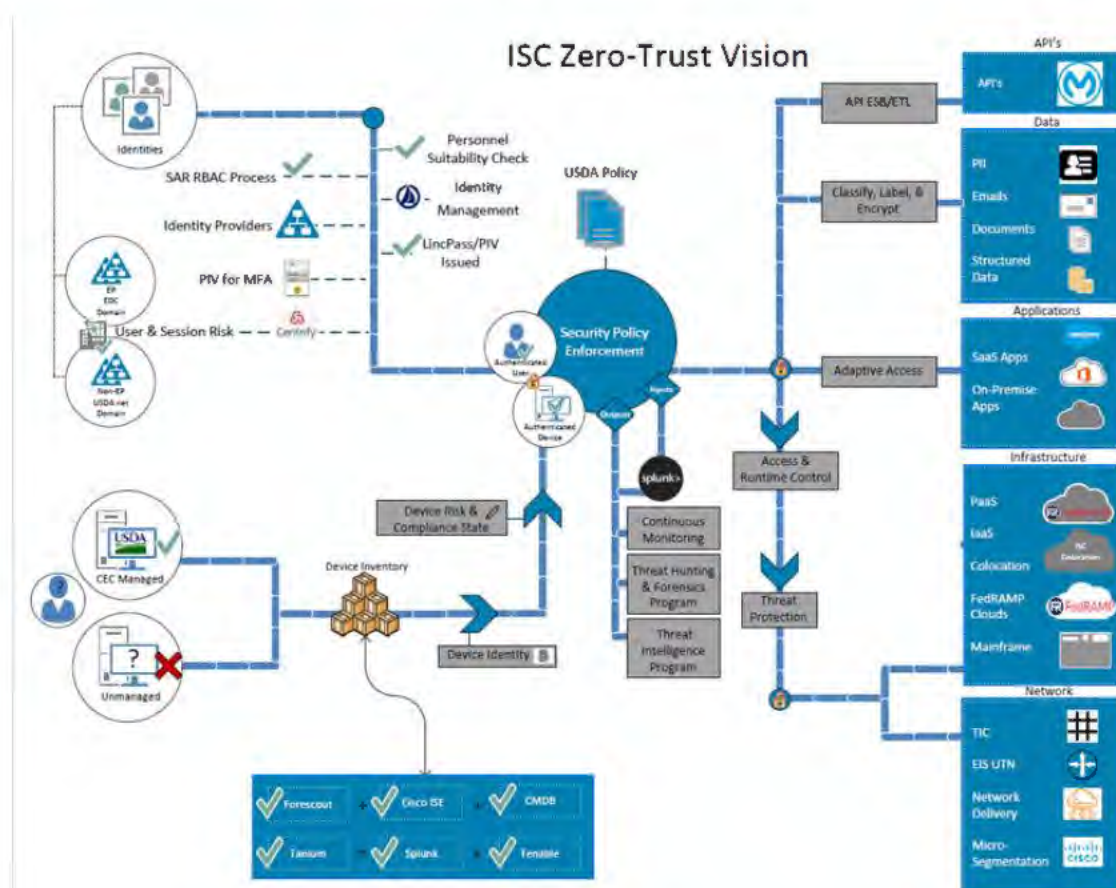 ISC Zero-Trust Vision
Identities
SAR RBAC Process
Identity Providers
PIV for MFA
User & Session Risk
Centrify
Personnel
Suitability Check
Identity
Management
LincPass/PIV
Issued
EP
EDC
Domain
Non-EP
USDA.net
Domain
USDA Policy
Security Policy
Enforcement
Authenticated
User
Authenticated
Device
Inputs
Outputs
splunk>
Continuous
Monitoring
Threat Hunting
& Forensics
Program
Threat
Intelligence
Program
Device Risk &
Compliance State
Device Inventory
Device Identity
USDA
CEC Managed
?
?
Unmanaged
Forescout
+
Cisco ISE
+
CMDB
Tanium
Splunk
+
Tenable
API ESB/ETL
Classify, Label, &
Encrypt
Adaptive Access
Access &
Runtime Control
Threat
Protection
API's
API's
Data
PII
Emails
Documents
Structured
Data
Applications
SaaS Apps
On-Premise
Apps
Infrastructure
PaaS
IaaS
Colocation
FedRAMP
Clouds
FedRAMP
Mainframe
Network
TIC
EIS UTN
Network
Delivery
Micro-
Segmentation
CISCO